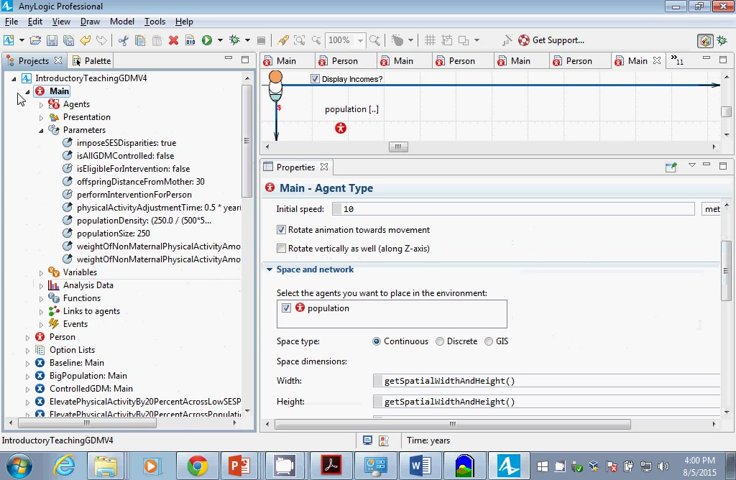 AnyLogic Professional
File Edit View Draw Model Tools Help
100% Get Support...
Projects Palette
Main Person Main Person Main Person Main »11
IntroductoryTeachingGDMV4
Main
Agents
Presentation
Parameters
imposeSESDisparities: true
isAllGDMControlled: false
isEligibleForIntervention: false
offspringDistanceFromMother: 30
performInterventionForPerson
physicalActivityAdjustmentTime: 0.5 * year
populationDensity: (250.0 / (500*5...
populationSize: 250
weightOfNonMaternalPhysicalActivityAmo
weightOfNonMaternalPhysicalActivityAmo
Variables
Analysis Data
Functions
Links to agents
Events
Person
Option Lists
Baseline: Main
BigPopulation: Main
ControlledGDM: Main
ElevatePhysicalActivityBy20PercentAcrossLowSESP
ElevatePhysicalActivityBy20PercentAcrossPopulation
Display Incomes?
$
population [..]
Properties
Main - Agent Type
Initial speed: 10 met
Rotate animation towards movement
Rotate vertically as well (along Z-axis)
Space and network
Select the agents you want to place in the environment:
population
Space type: Continuous Discrete GIS
Space dimensions:
Width: getSpatialWidthAndHeight()
Height: getSpatialWidthAndHeight()
IntroductoryTeachingGDMV4 Time: years
4:00 PM
8/5/2015